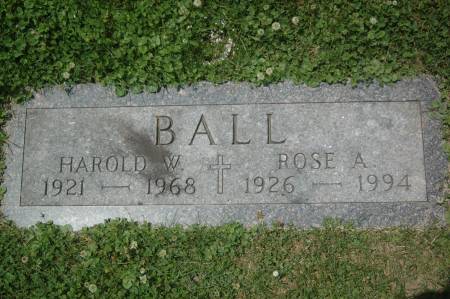 BALL
HAROLD W. ROSE A.
1921 — 1968 1926 — 1994